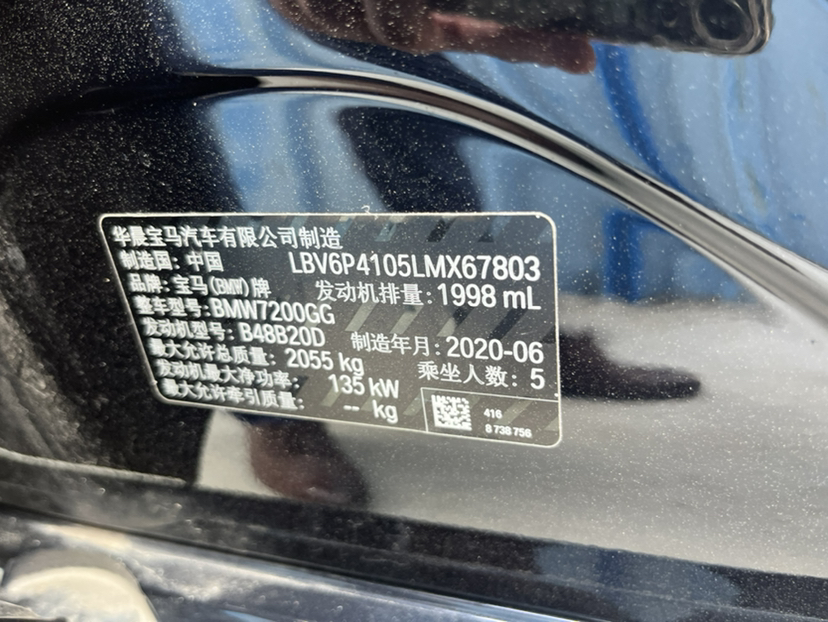 华晨宝马汽车有限公司制造
制造国: 中国 LBV6P4105LMX67803
品牌: 宝马(BMW)牌 发动机排量: 1998 mL
整车型号: BMW7200GG
发动机型号: B48B20D 制造年月: 2020-06
最大允许总质量: 2055 kg 乘坐人数: 5
发动机最大净功率: 135 kW
最大允许牵引质量: -- kg
416
8 738 756